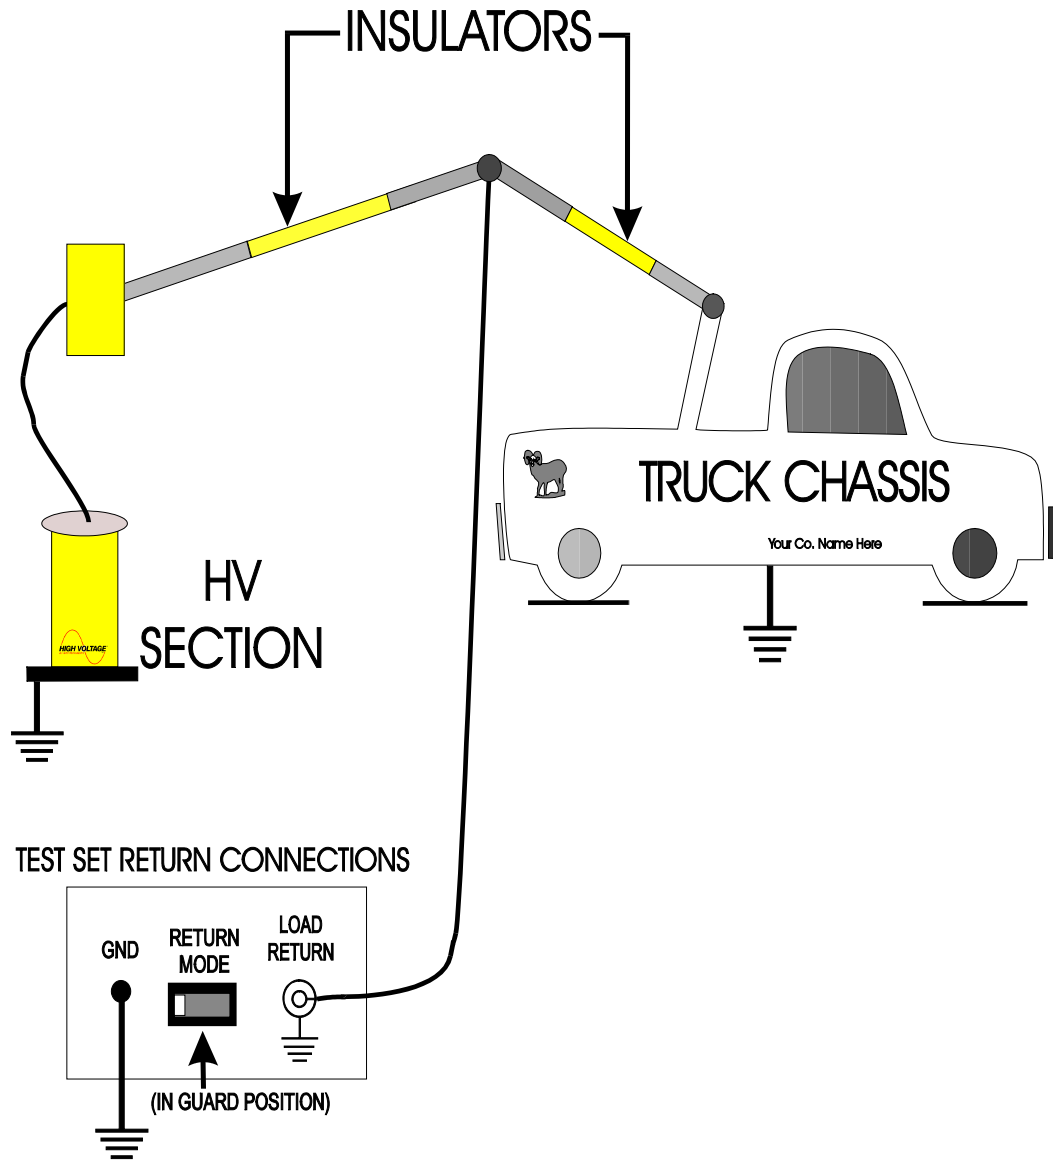 INSULATORS
TRUCK CHASSIS
Your Co. Name Here
HV
SECTION
HIGH VOLTAGE
TEST SET RETURN CONNECTIONS
GND
RETURN
MODE
LOAD
RETURN
(IN GUARD POSITION)